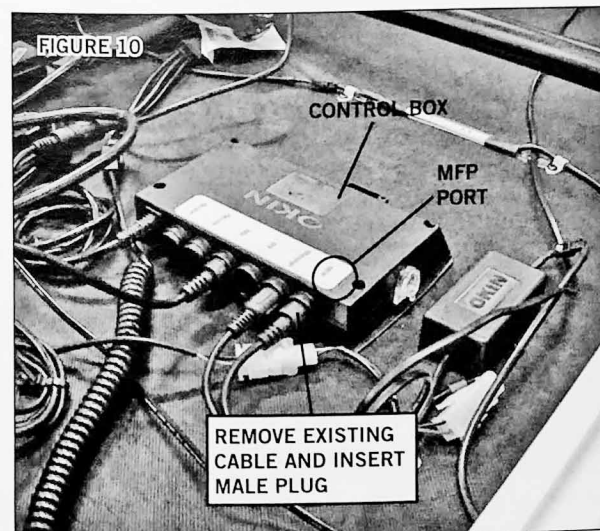 FIGURE 10
CONTROL BOX
MFP
PORT
OKIN
OKIN
REMOVE EXISTING
CABLE AND INSERT
MALE PLUG